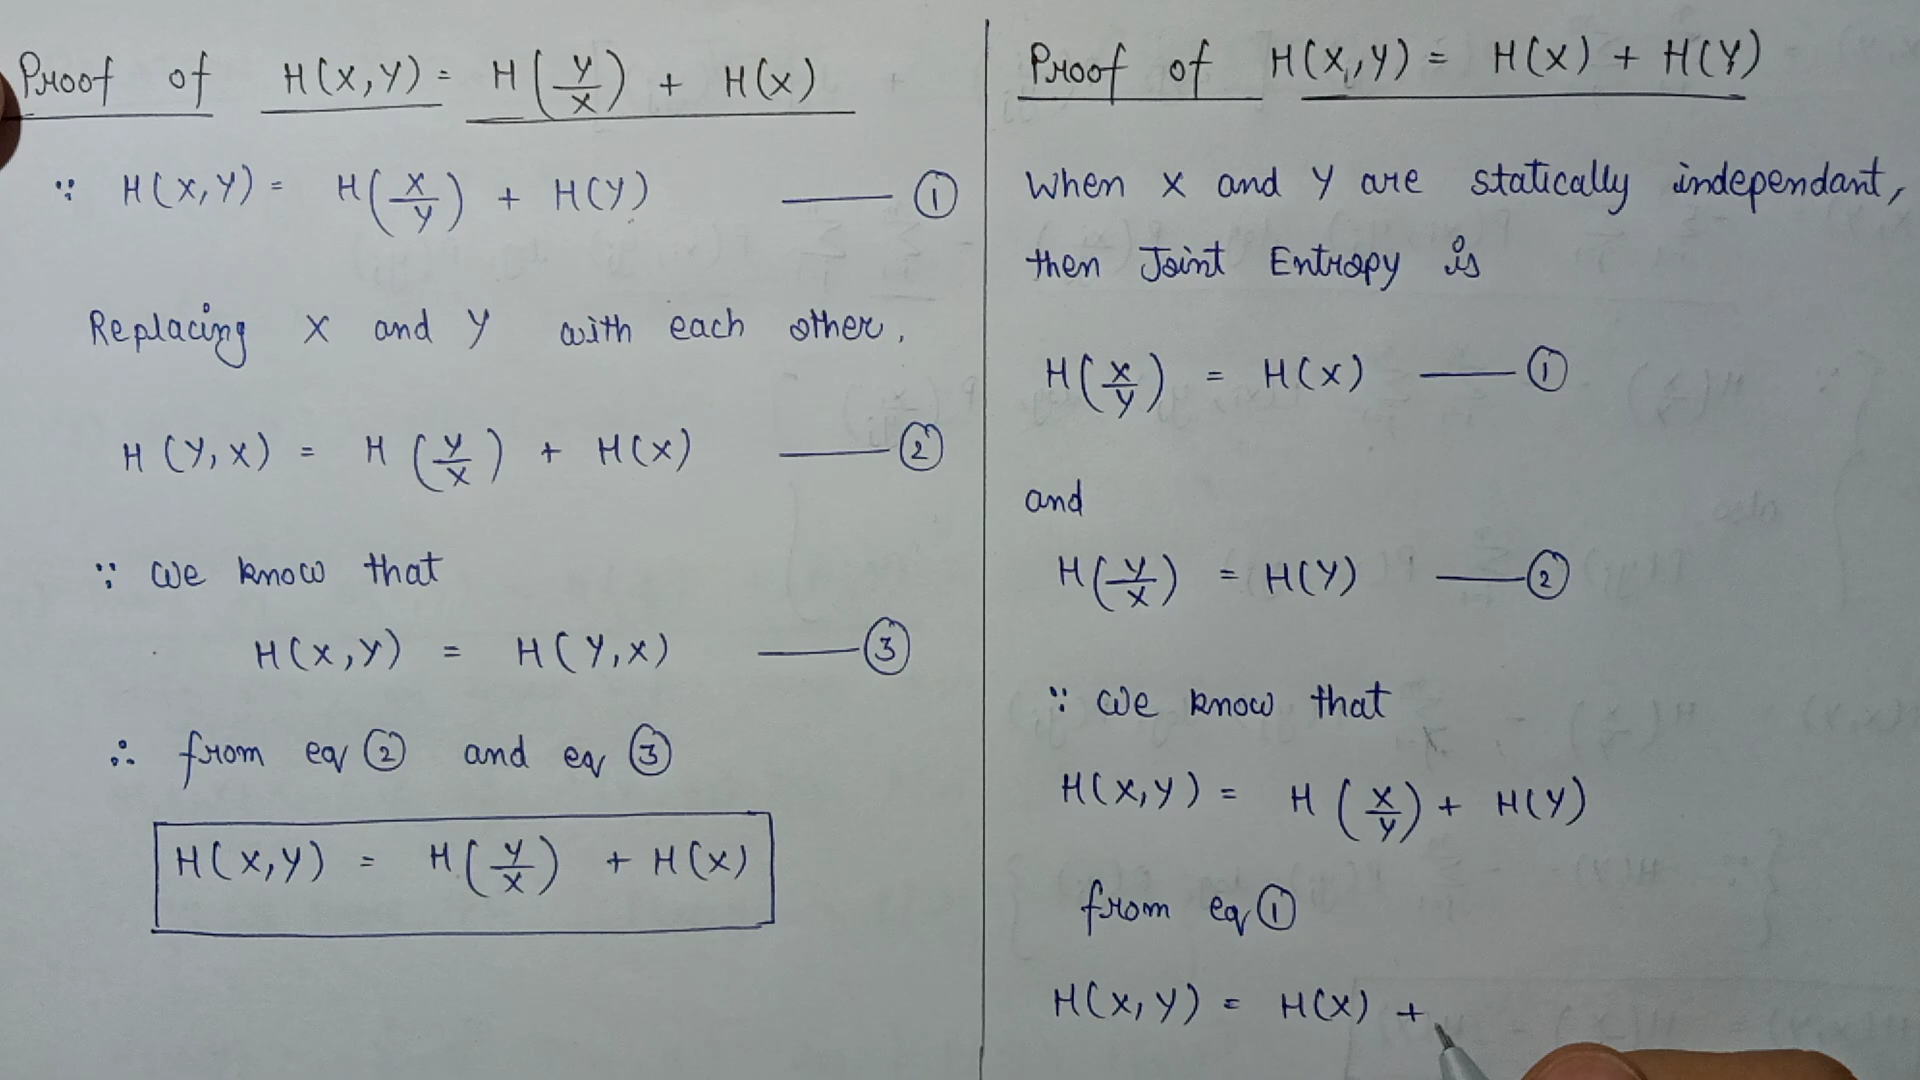 Proof of H(X,Y) = H(Y/X) + H(X)
∵ H(X,Y) = H(X/Y) + H(Y) —— ①
Replacing X and Y with each other,
H(Y,X) = H(Y/X) + H(X) —— ②
∵ we know that
H(X,Y) = H(Y,X) —— ③
∴ from eq ② and eq ③
H(X,Y) = H(Y/X) + H(X)
Proof of H(X,Y) = H(X) + H(Y)
When X and Y are statically independant,
then Joint Entropy is
H(X/Y) = H(X) —— ①
and
H(Y/X) = H(Y) —— ②
∵ we know that
H(X,Y) = H(X/Y) + H(Y)
from eq ①
H(X,Y) = H(X) +